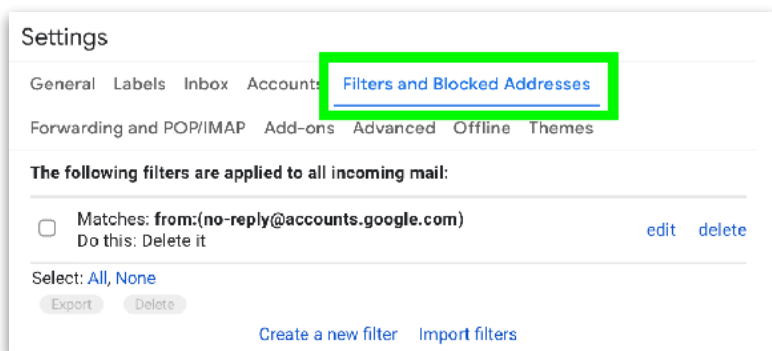 Settings
General Labels Inbox Accounts Filters and Blocked Addresses
Forwarding and POP/IMAP Add-ons Advanced Offline Themes
The following filters are applied to all incoming mail:
Matches: from:(no-reply@accounts.google.com)
Do this: Delete it
edit delete
Select: All, None
Export Delete
Create a new filter Import filters